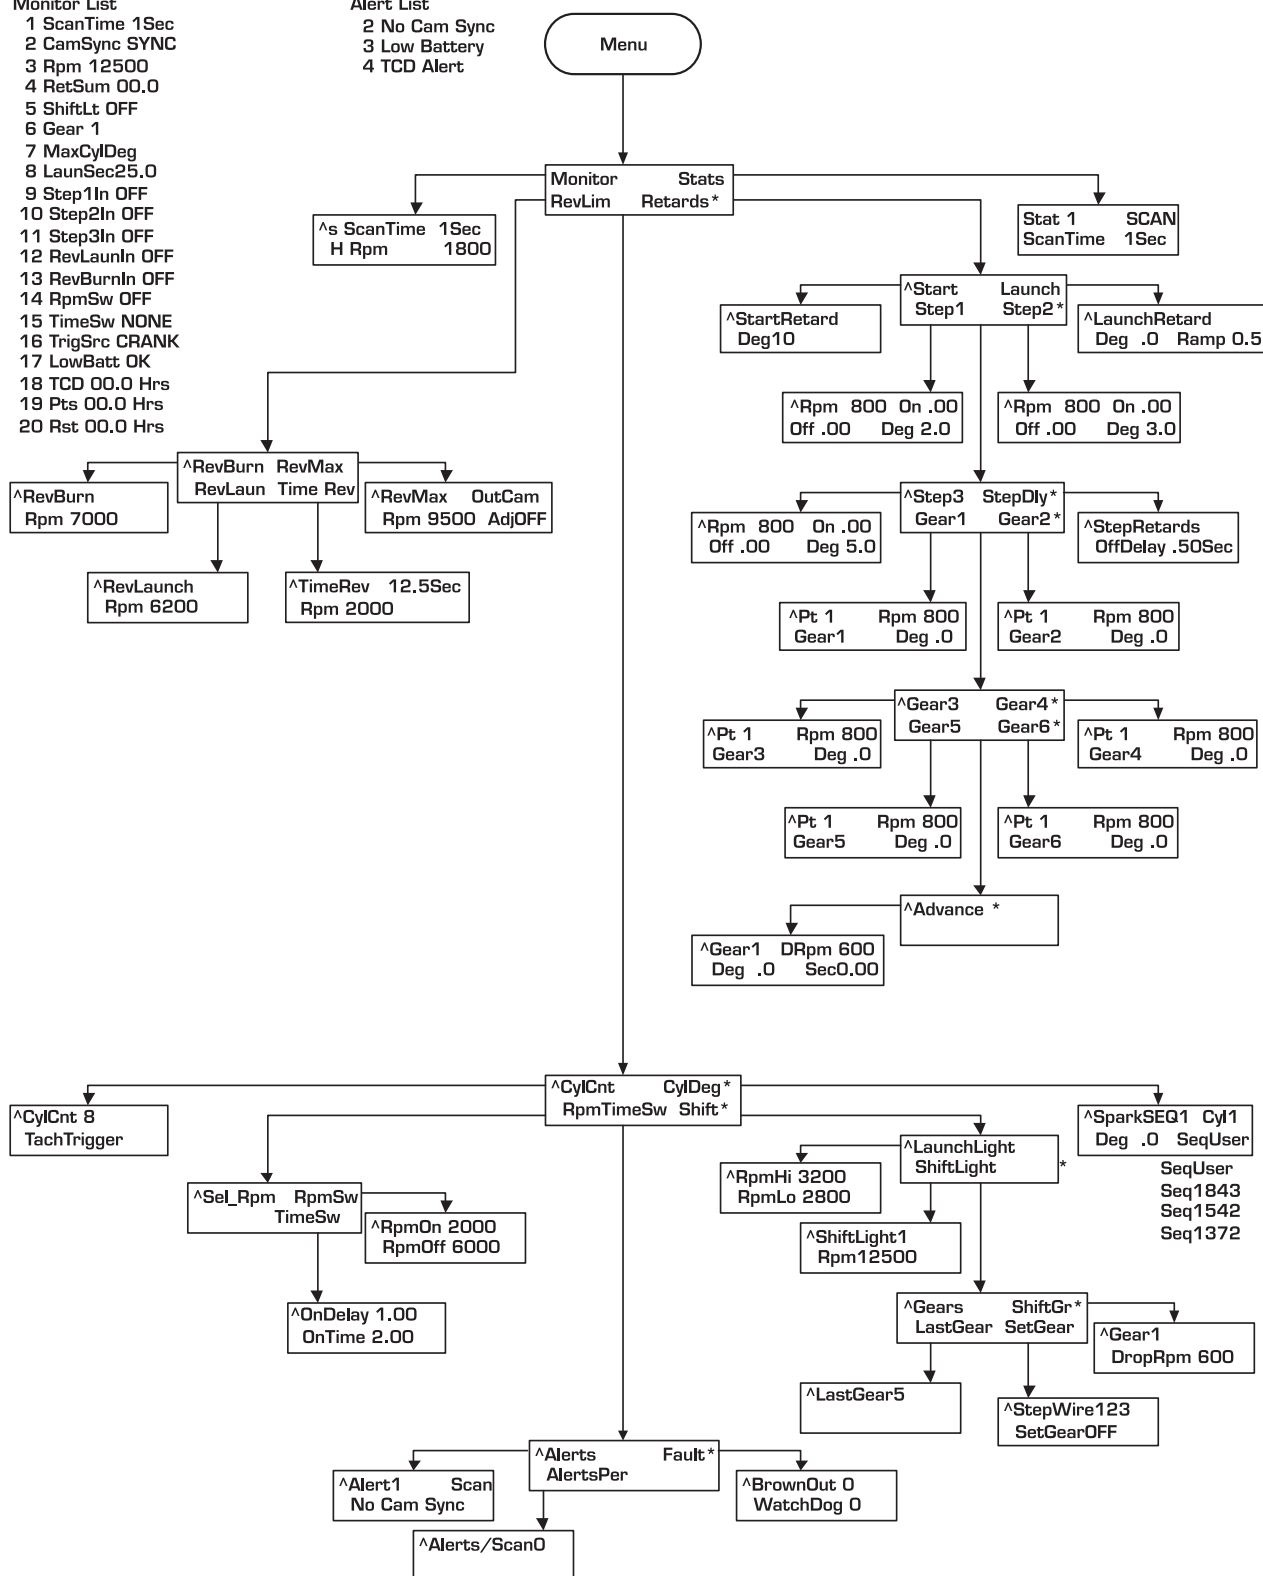 Monitor List
1 ScanTime 1Sec
2 CamSync SYNC
3 Rpm 12500
4 RetSum 00.0
5 ShiftLt OFF
6 Gear 1
7 MaxCylDeg
8 LaunSec25.0
9 Step1In OFF
10 Step2In OFF
11 Step3In OFF
12 RevLaunIn OFF
13 RevBurnIn OFF
14 RpmSw OFF
15 TimeSw NONE
16 TrigSrc CRANK
17 LowBatt OK
18 TCD 00.0 Hrs
19 Pts 00.0 Hrs
20 Rst 00.0 Hrs
Alert List
2 No Cam Sync
3 Low Battery
4 TCD Alert
Menu
Monitor Stats
RevLim Retards*
^s ScanTime 1Sec
H Rpm 1800
Stat 1 SCAN
ScanTime 1Sec
^Start Launch
Step1 Step2*
^StartRetard
Deg10
^LaunchRetard
Deg .0 Ramp 0.5
^Rpm 800 On .00
Off .00 Deg 2.0
^Rpm 800 On .00
Off .00 Deg 3.0
^RevBurn RevMax
RevLaun Time Rev
^RevBurn
Rpm 7000
^RevMax OutCam
Rpm 9500 AdjOFF
^RevLaunch
Rpm 6200
^TimeRev 12.5Sec
Rpm 2000
^Step3 StepDly*
Gear1 Gear2*
^Rpm 800 On .00
Off .00 Deg 5.0
^StepRetards
OffDelay .50Sec
^Pt 1 Rpm 800
Gear1 Deg .0
^Pt 1 Rpm 800
Gear2 Deg .0
^Gear3 Gear4*
Gear5 Gear6*
^Pt 1 Rpm 800
Gear3 Deg .0
^Pt 1 Rpm 800
Gear4 Deg .0
^Pt 1 Rpm 800
Gear5 Deg .0
^Pt 1 Rpm 800
Gear6 Deg .0
^Advance *
^Gear1 DRpm 600
Deg .0 Sec0.00
^CylCnt CylDeg*
RpmTimeSw Shift*
^CylCnt 8
TachTrigger
^SparkSEQ1 Cyl1
Deg .0 SeqUser
SeqUser
Seq1843
Seq1542
Seq1372
^LaunchLight
ShiftLight *
^RpmHi 3200
RpmLo 2800
^Sel_Rpm RpmSw
TimeSw
^RpmOn 2000
RpmOff 6000
^ShiftLight1
Rpm12500
^OnDelay 1.00
OnTime 2.00
^Gears ShiftGr*
LastGear SetGear
^Gear1
DropRpm 600
^LastGear5
^StepWire123
SetGearOFF
^Alerts Fault*
AlertsPer
^Alert1 Scan
No Cam Sync
^BrownOut 0
WatchDog 0
^Alerts/Scan0